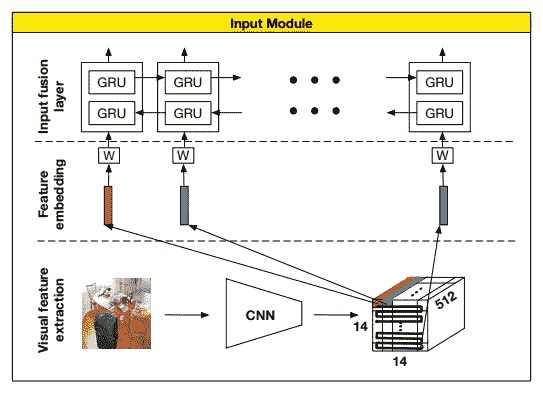 Input Module
Input fusion
layer
GRU GRU GRU
GRU GRU GRU
Feature
embedding
W W W
Visual feature
extraction
CNN
14
14
512